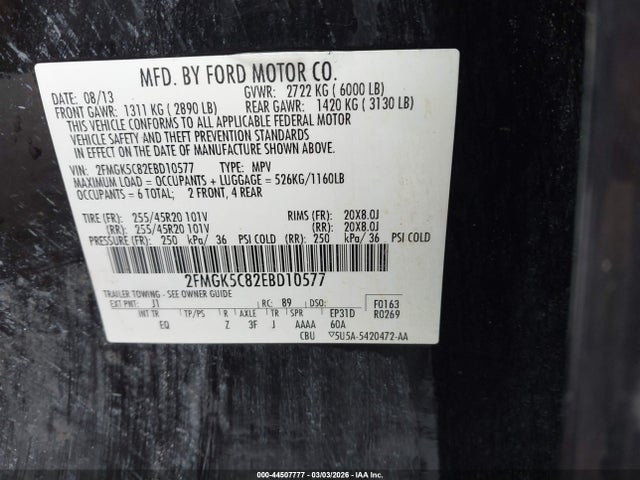 MFD. BY FORD MOTOR CO.
DATE: 08/13 GVWR: 2722 KG ( 6000 LB)
FRONT GAWR: 1311 KG ( 2890 LB) REAR GAWR: 1420 KG ( 3130 LB)
THIS VEHICLE CONFORMS TO ALL APPLICABLE FEDERAL MOTOR
VEHICLE SAFETY AND THEFT PREVENTION STANDARDS
IN EFFECT ON THE DATE OF MANUFACTURE SHOWN ABOVE.
VIN: 2FMGK5C82EBD10577 TYPE: MPV
MAXIMUM LOAD = OCCUPANTS + LUGGAGE = 526KG/1160LB
OCCUPANTS = 6 TOTAL; 2 FRONT, 4 REAR
TIRE (FR): 255/45R20 101V RIMS (FR): 20X8.0J
(RR): 255/45R20 101V (RR): 20X8.0J
PRESSURE (FR): 250 kPa/ 36 PSI COLD (RR): 250 kPa/ 36 PSI COLD
2FMGK5C82EBD10577
TRAILER TOWING - SEE OWNER GUIDE
EXT PNT: J1 RC: 89 DSO: F0163
INT TR TP/PS R AXLE TR SPR EP31D R0269
EQ Z 3F J AAAA 60A
CBU 5U5A-5420472-AA
000-44507777 - 03/03/2026 - IAA Inc.